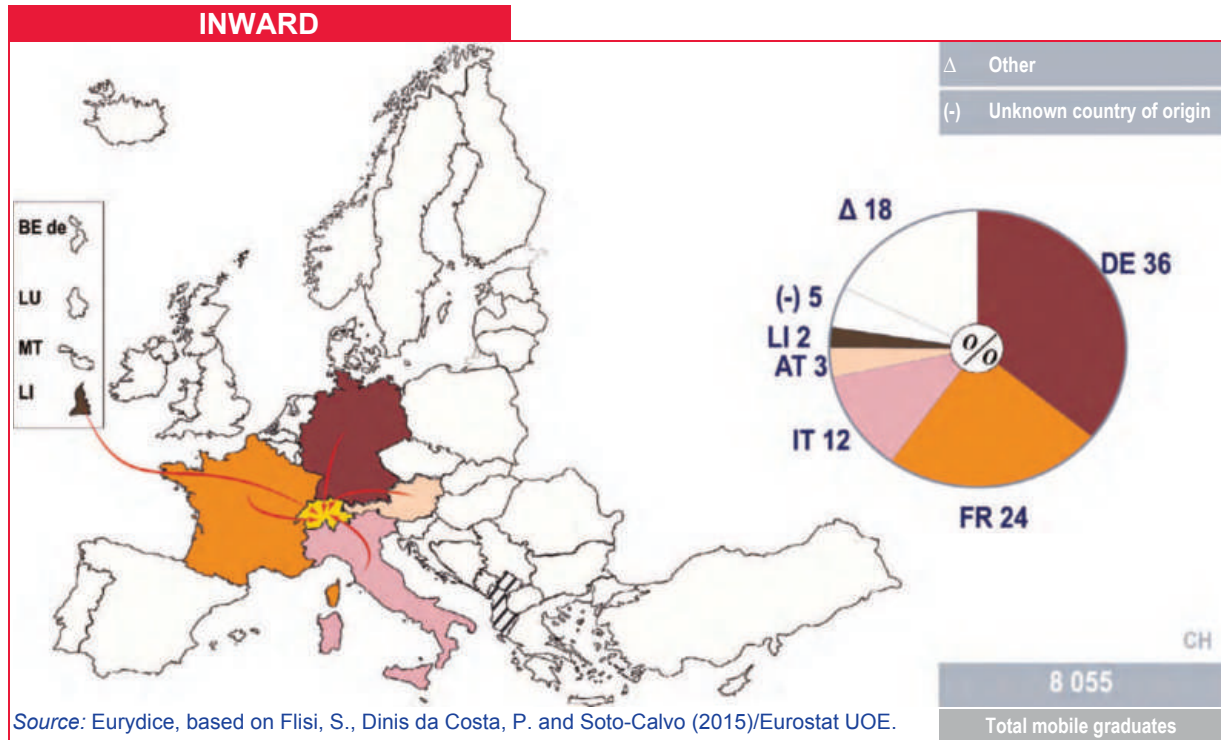 INWARD
∆ Other
(-) Unknown country of origin
BE de
LU
MT
LI
Δ 18
DE 36
(-) 5
LI 2
%
AT 3
IT 12
FR 24
CH
8 055
Total mobile graduates
Source: Eurydice, based on Flisi, S., Dinis da Costa, P. and Soto-Calvo (2015)/Eurostat UOE.